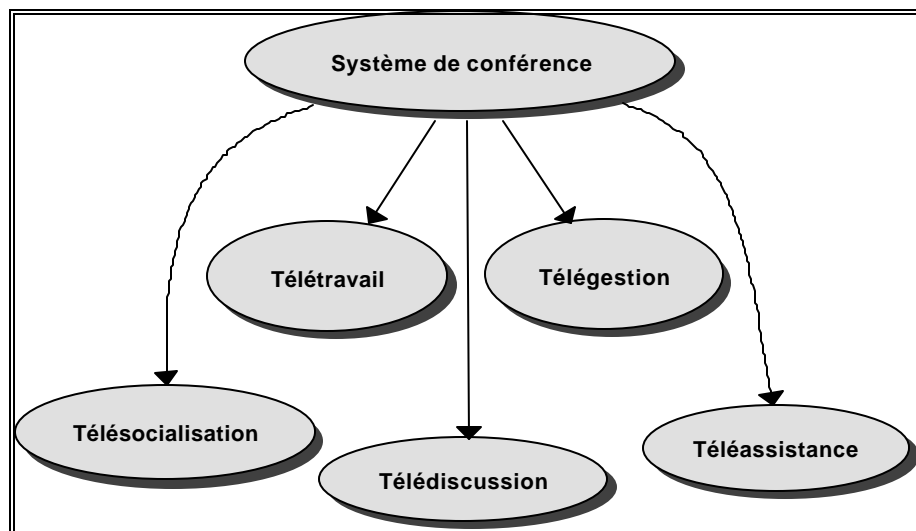 Système de conférence
Télétravail
Télégestion
Télésocialisation
Téléassistance
Télédiscussion